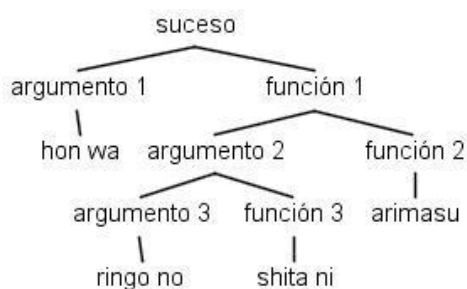 suceso
argumento 1 función 1
hon wa argumento 2 función 2
argumento 3 función 3 arimasu
ringo no shita ni